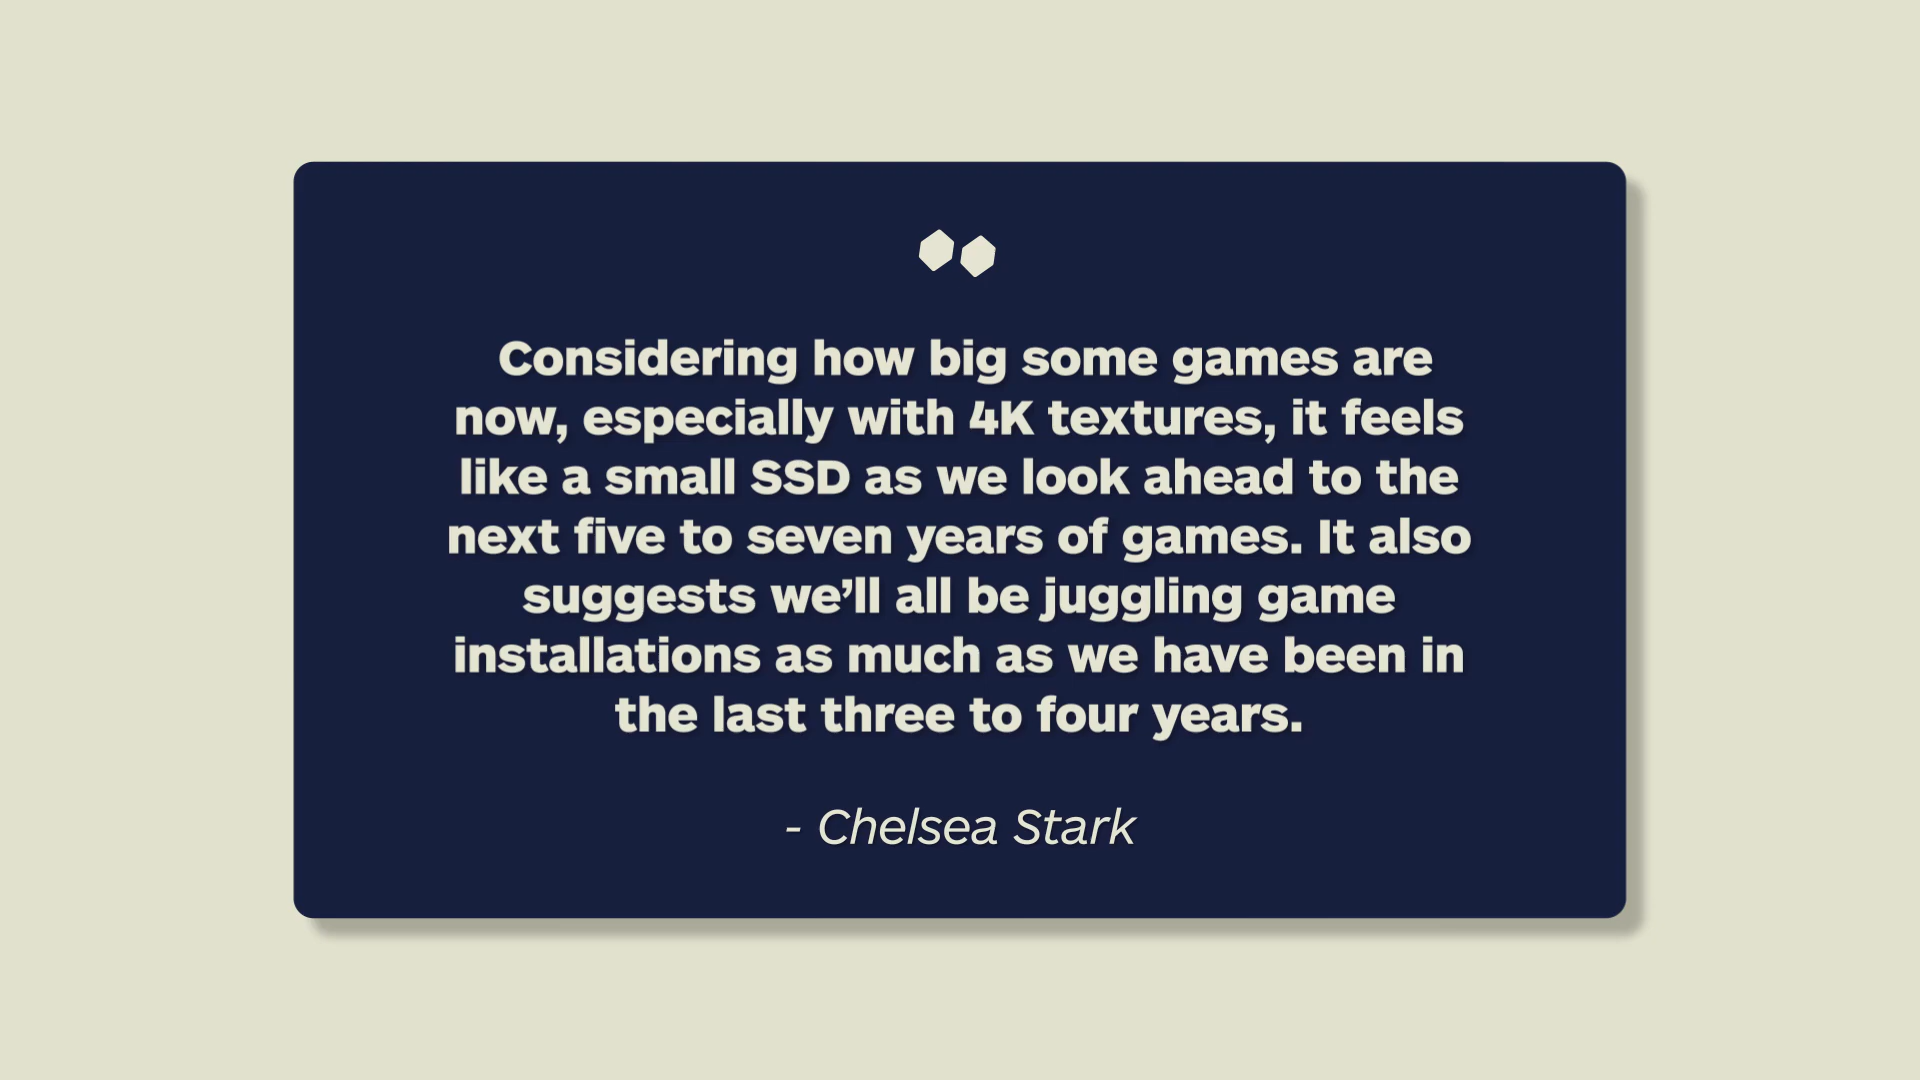 Considering how big some games are
now, especially with 4K textures, it feels
like a small SSD as we look ahead to the
next five to seven years of games. It also
suggests we’ll all be juggling game
installations as much as we have been in
the last three to four years.
- Chelsea Stark